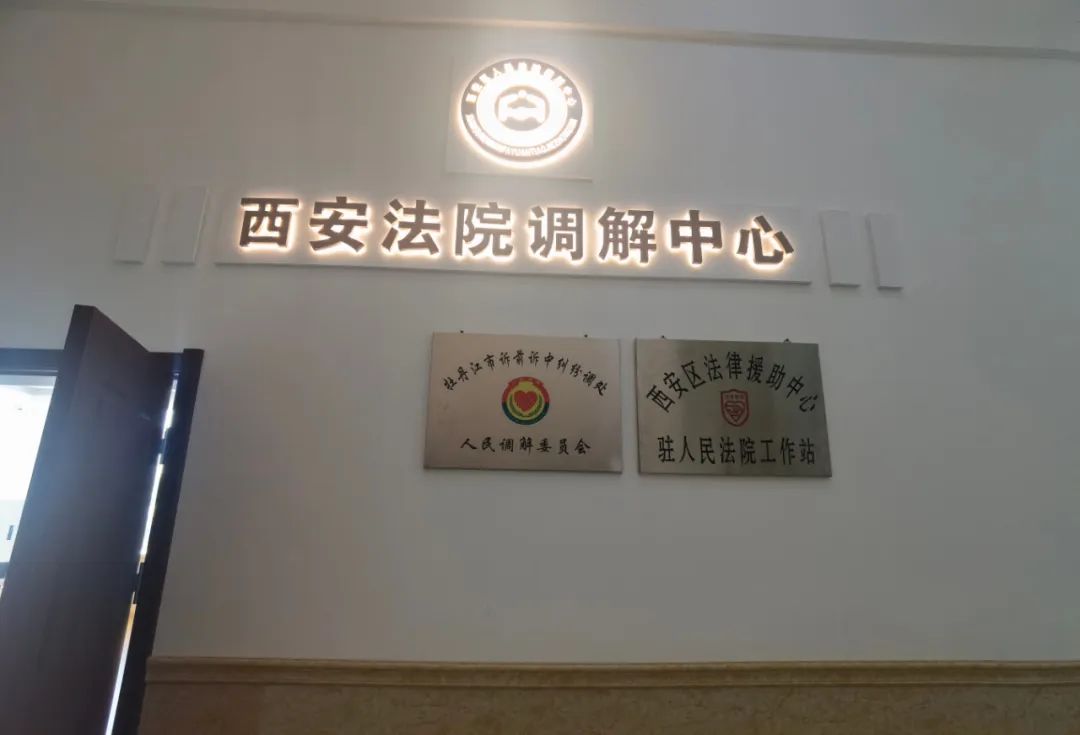 西安法院调解中心
牡丹江市诉前诉中纠纷调处
人民调解委员会
西安区法律援助中心
驻人民法院工作站